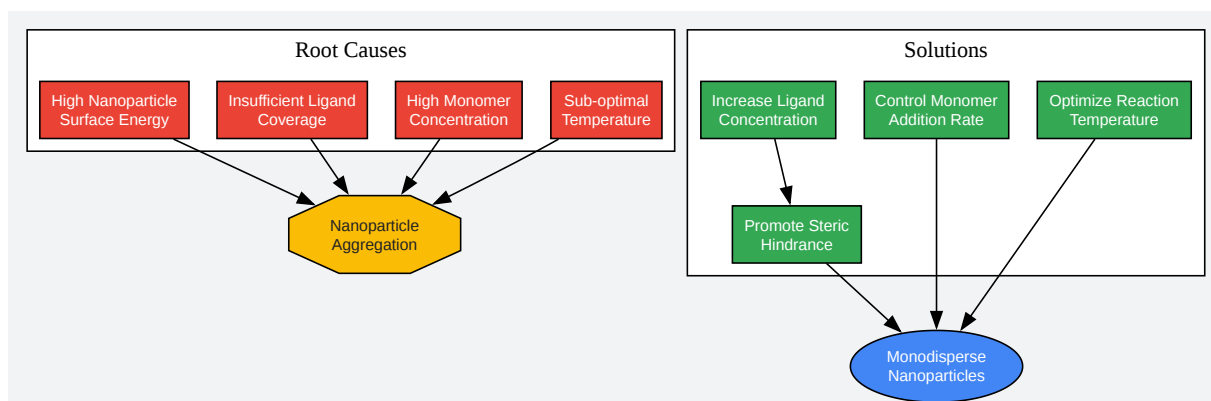 Root Causes
High Nanoparticle
Surface Energy
Insufficient Ligand
Coverage
High Monomer
Concentration
Sub-optimal
Temperature
Nanoparticle
Aggregation
Solutions
Increase Ligand
Concentration
Control Monomer
Addition Rate
Optimize Reaction
Temperature
Promote Steric
Hindrance
Monodisperse
Nanoparticles